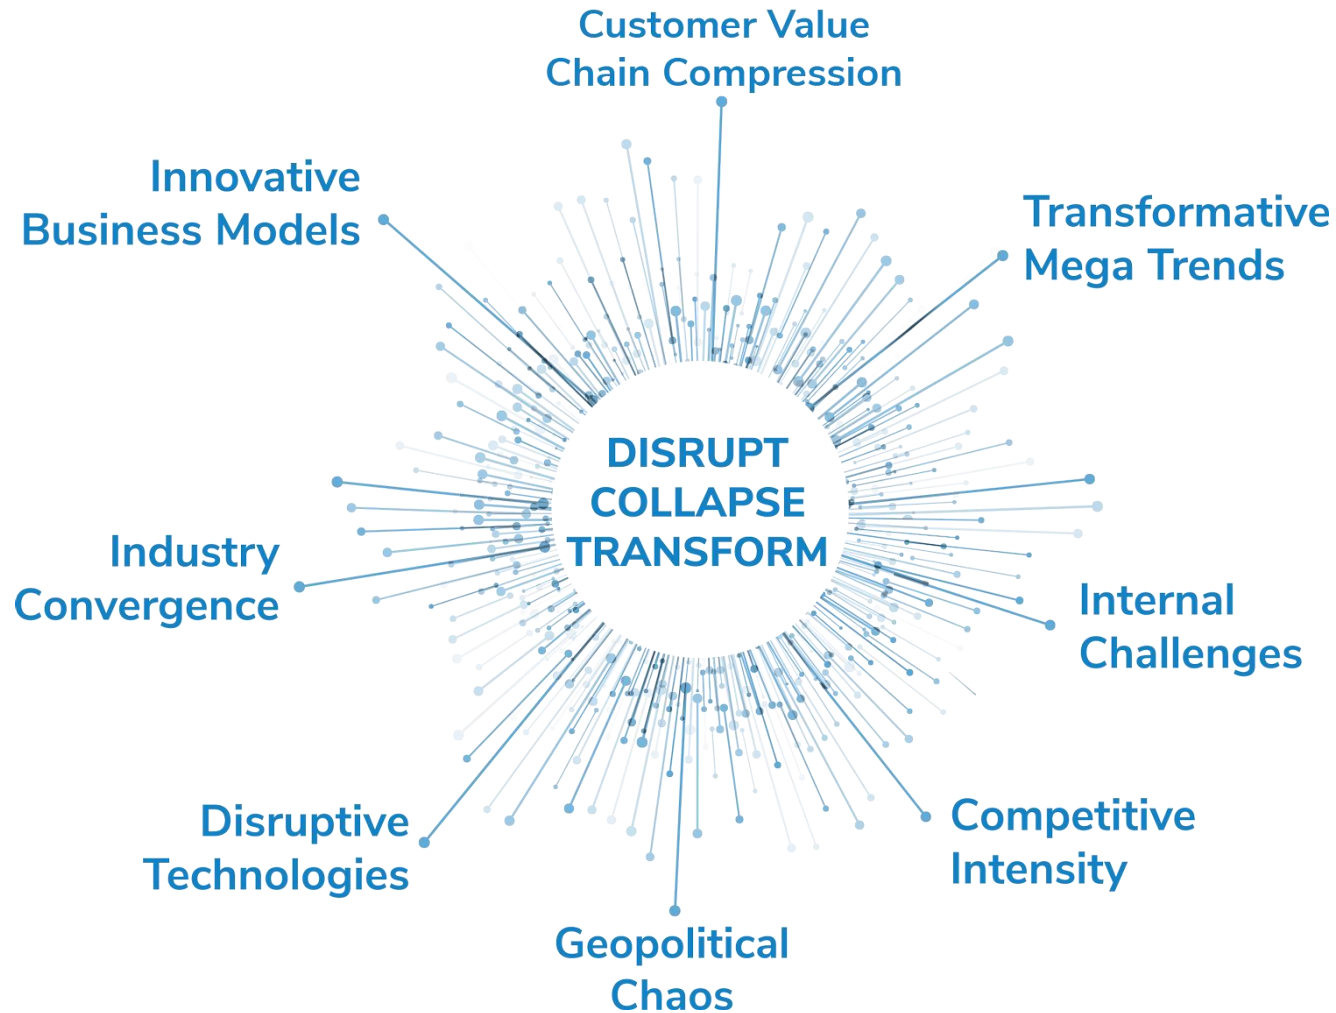 Customer Value
Chain Compression
Innovative
Business Models
Transformative
Mega Trends
DISRUPT
COLLAPSE
TRANSFORM
Industry
Convergence
Internal
Challenges
Disruptive
Technologies
Competitive
Intensity
Geopolitical
Chaos